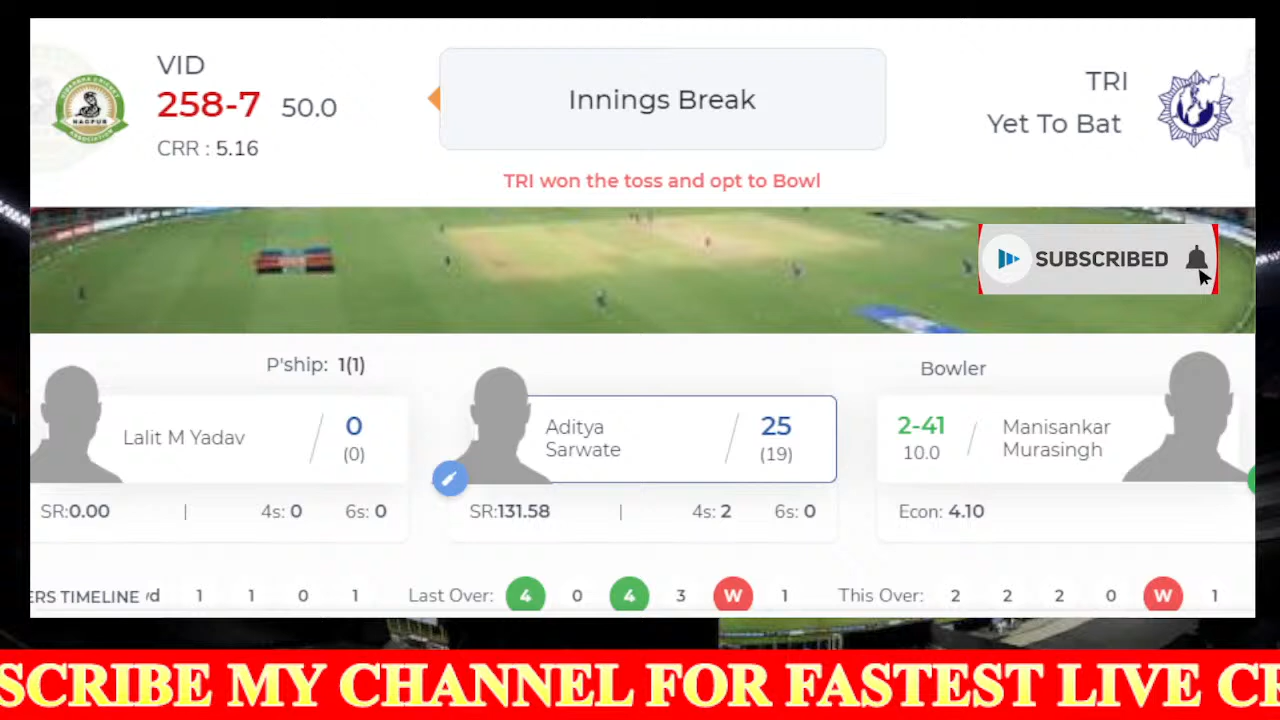 VID
258-7 50.0
CRR : 5.16
Innings Break
TRI won the toss and opt to Bowl
TRI
Yet To Bat
NAGPUR
SUBSCRIBED
P'ship: 1(1)
Lalit M Yadav
0
(0)
SR:0.00 | 4s: 0 6s: 0
Aditya
Sarwate
25
(19)
SR:131.58 | 4s: 2 6s: 0
Bowler
2-41
10.0
Manisankar
Murasingh
Econ: 4.10
ERS TIMELINE 1 1 0 1 Last Over: 4 0 4 3 W 1 This Over: 2 2 2 0 W 1
SCRIBE MY CHANNEL FOR FASTEST LIVE